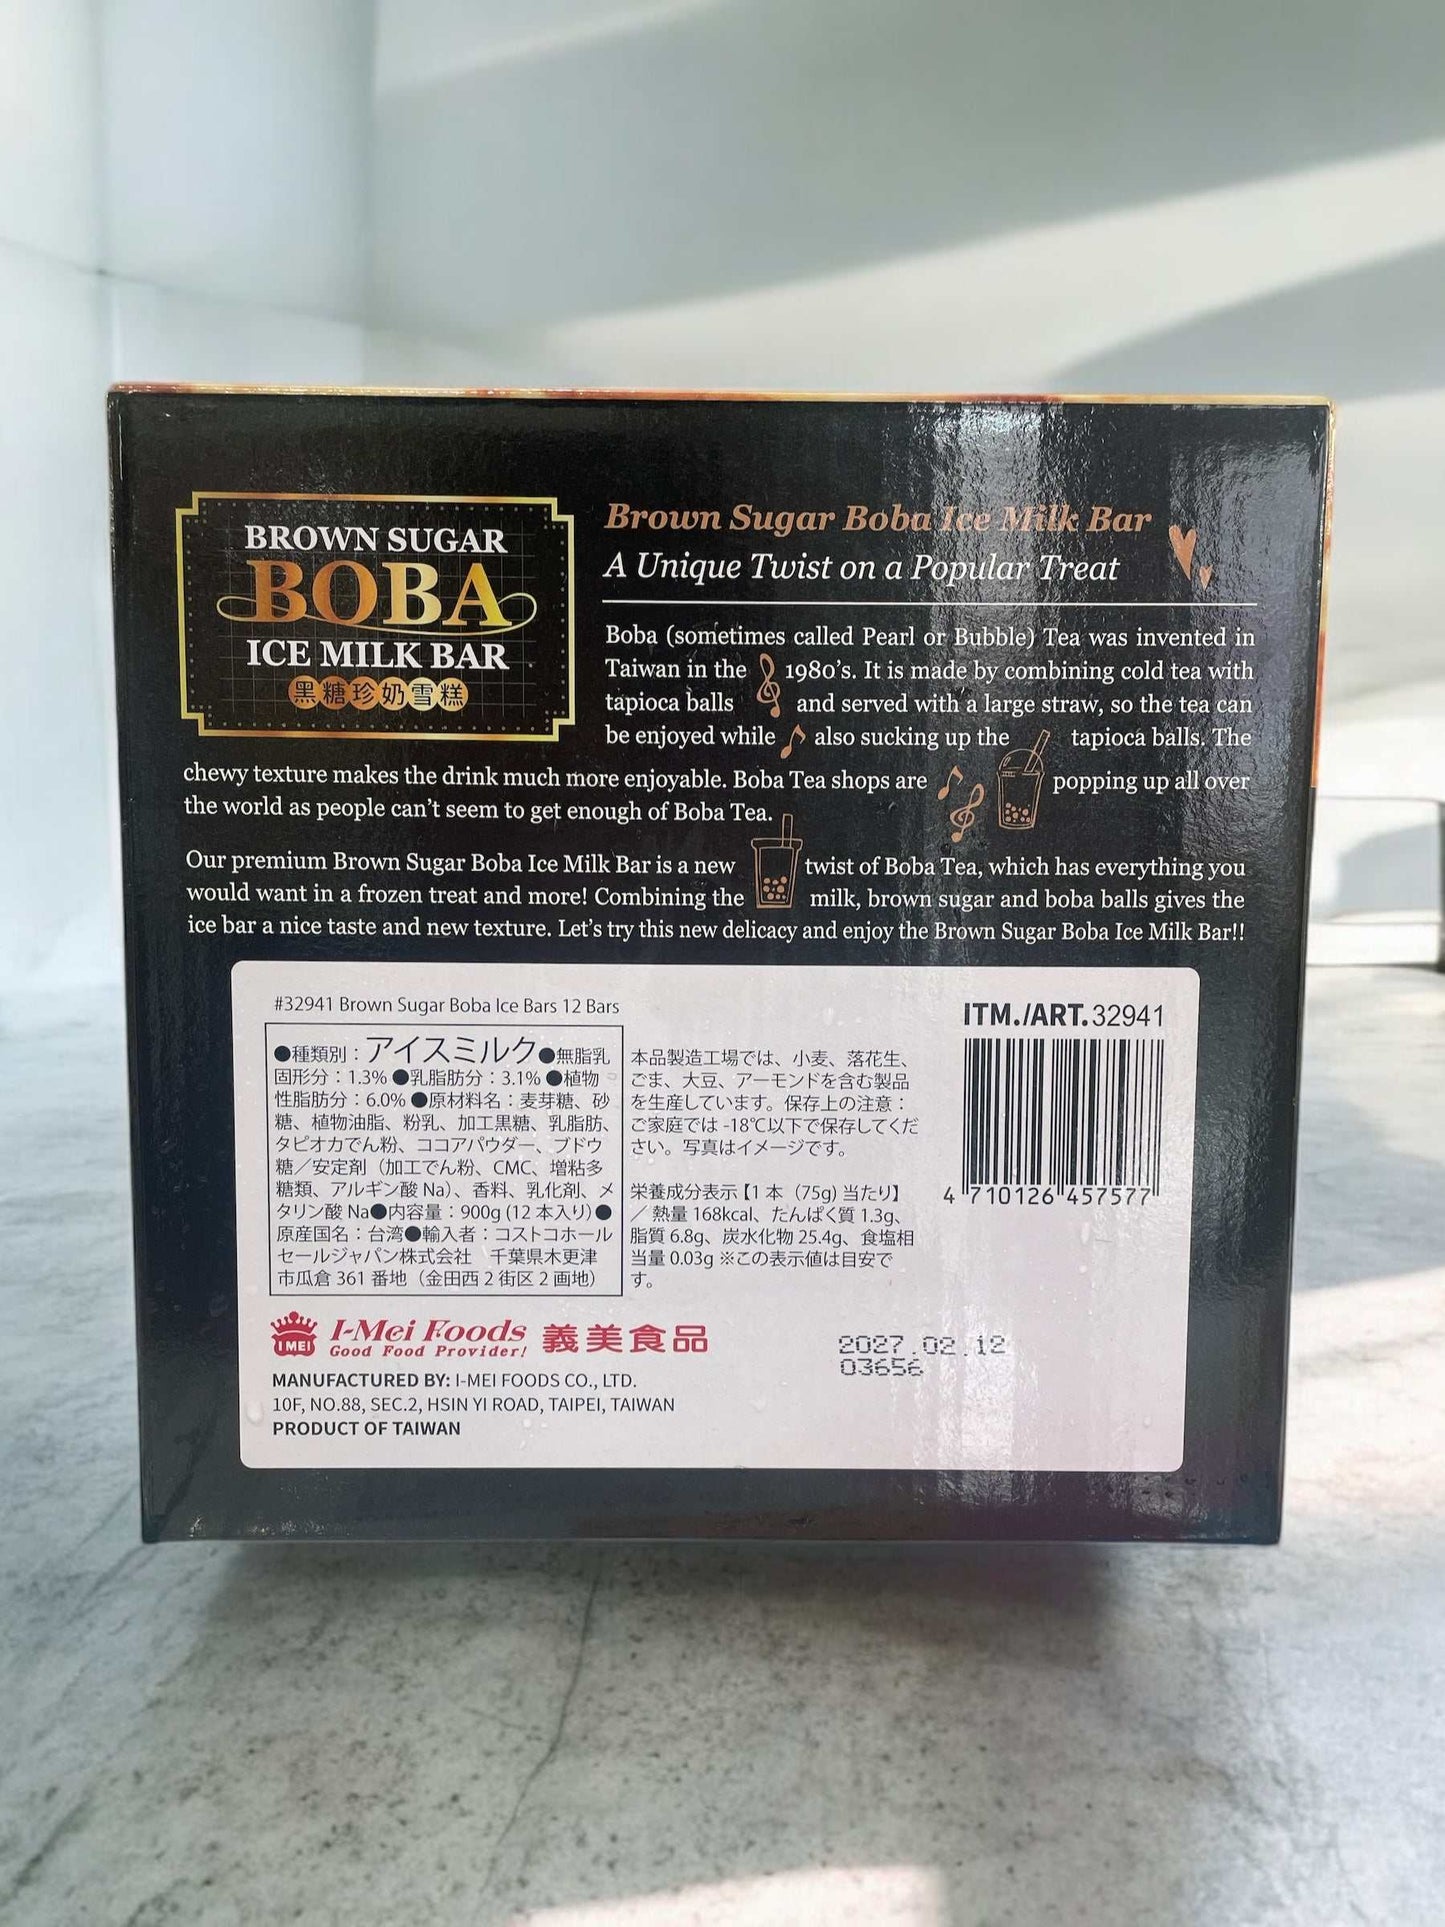 BROWN SUGAR
BOBA
ICE MILK BAR
黑糖珍奶雪糕
Brown Sugar Boba Ice Milk Bar
A Unique Twist on a Popular Treat
Boba (sometimes called Pearl or Bubble) Tea was invented in
Taiwan in the 1980's. It is made by combining cold tea with
tapioca balls and served with a large straw, so the tea can
be enjoyed while also sucking up the tapioca balls. The
chewy texture makes the drink much more enjoyable. Boba Tea shops are popping up all over
the world as people can't seem to get enough of Boba Tea.
Our premium Brown Sugar Boba Ice Milk Bar is a new twist of Boba Tea, which has everything you
would want in a frozen treat and more! Combining the milk, brown sugar and boba balls gives the
ice bar a nice taste and new texture. Let's try this new delicacy and enjoy the Brown Sugar Boba Ice Milk Bar!!
#32941 Brown Sugar Boba Ice Bars 12 Bars
●種類別：アイスミルク●無脂乳
固形分：1.3% ●乳脂肪分：3.1% ●植物
性脂肪分：6.0% ●原材料名：麦芽糖、砂
糖、植物油脂、粉乳、加工黒糖、乳脂肪、
タピオカでん粉、ココアパウダー、ブドウ
糖／安定剤（加工でん粉、CMC、増粘多
糖類、アルギン酸 Na）、香料、乳化剤、メ
タリン酸 Na●内容量：900g (12 本入り) ●
原産国名：台湾●輸入者：コストコホール
セールジャパン株式会社 千葉県木更津
市瓜倉 361 番地（金田西 2 街区 2 画地）
本品製造工場では、小麦、落花生、
ごま、大豆、アーモンドを含む製品
を生産しています。保存上の注意：
ご家庭では -18℃以下で保存してくだ
さい。写真はイメージです。
栄養成分表示【1 本（75g) 当たり】
／熱量 168kcal、たんぱく質 1.3g、
脂質 6.8g、炭水化物 25.4g、食塩相
当量 0.03g ※この表示値は目安で
す。
ITM./ART.32941
4 710126 457577
I MEI
I-Mei Foods 義美食品
Good Food Provider!
MANUFACTURED BY: I-MEI FOODS CO., LTD.
10F, NO.88, SEC.2, HSIN YI ROAD, TAIPEI, TAIWAN
PRODUCT OF TAIWAN
2027.02.12
03656